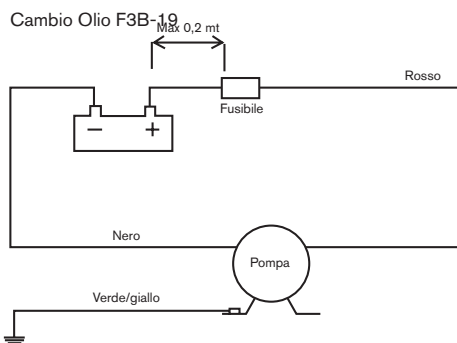 Cambio Olio F3B-19
Max 0,2 mt
Rosso
Fusibile
− +
Nero
Pompa
Verde/giallo